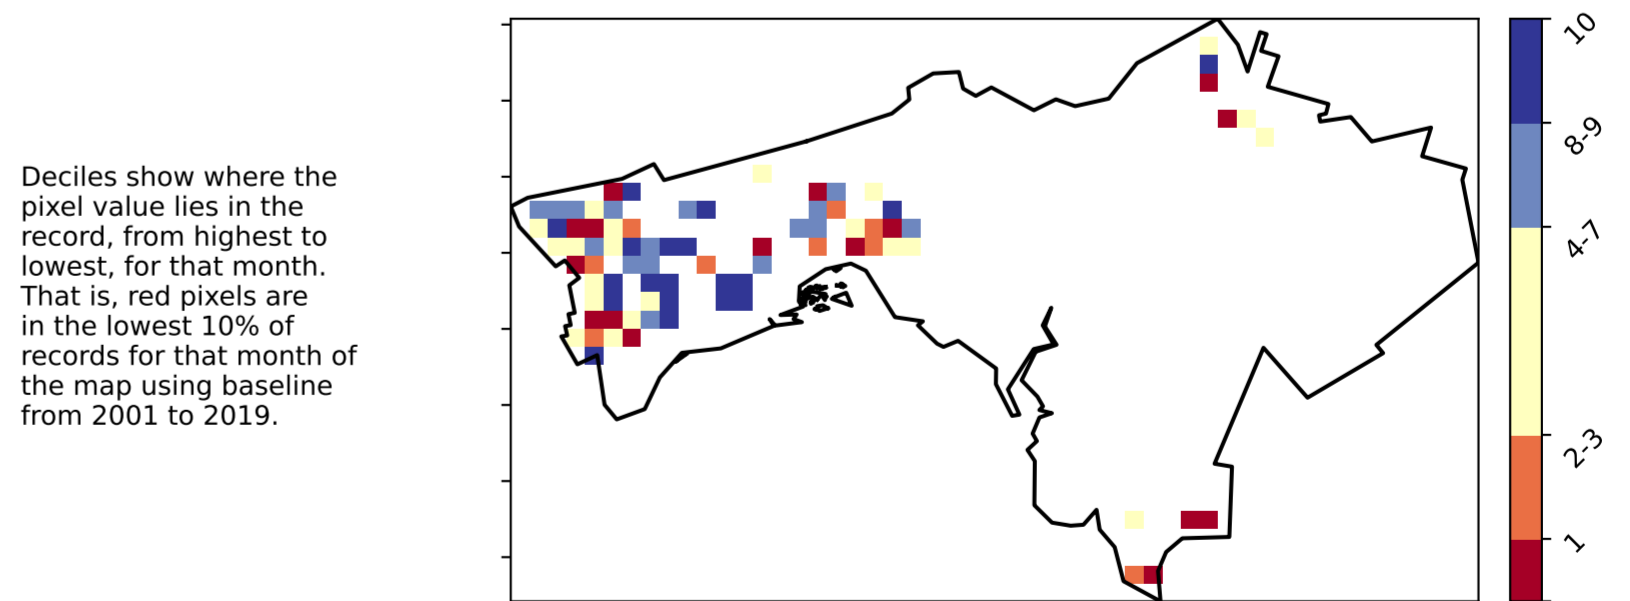 Deciles show where the
pixel value lies in the
record, from highest to
lowest, for that month.
That is, red pixels are
in the lowest 10% of
records for that month of
the map using baseline
from 2001 to 2019.
10
8-9
4-7
2-3
1